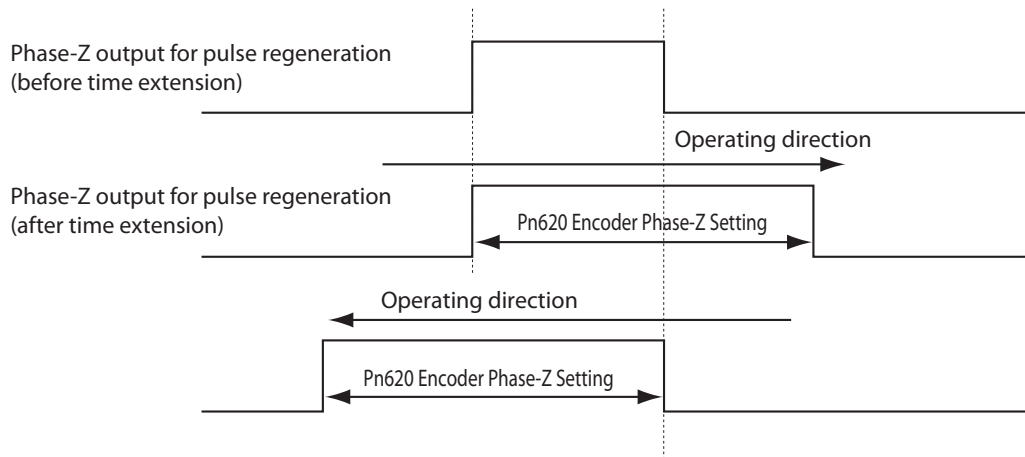 Phase-Z output for pulse regeneration
(before time extension)
Operating direction
Phase-Z output for pulse regeneration
(after time extension)
Pn620 Encoder Phase-Z Setting
Operating direction
Pn620 Encoder Phase-Z Setting